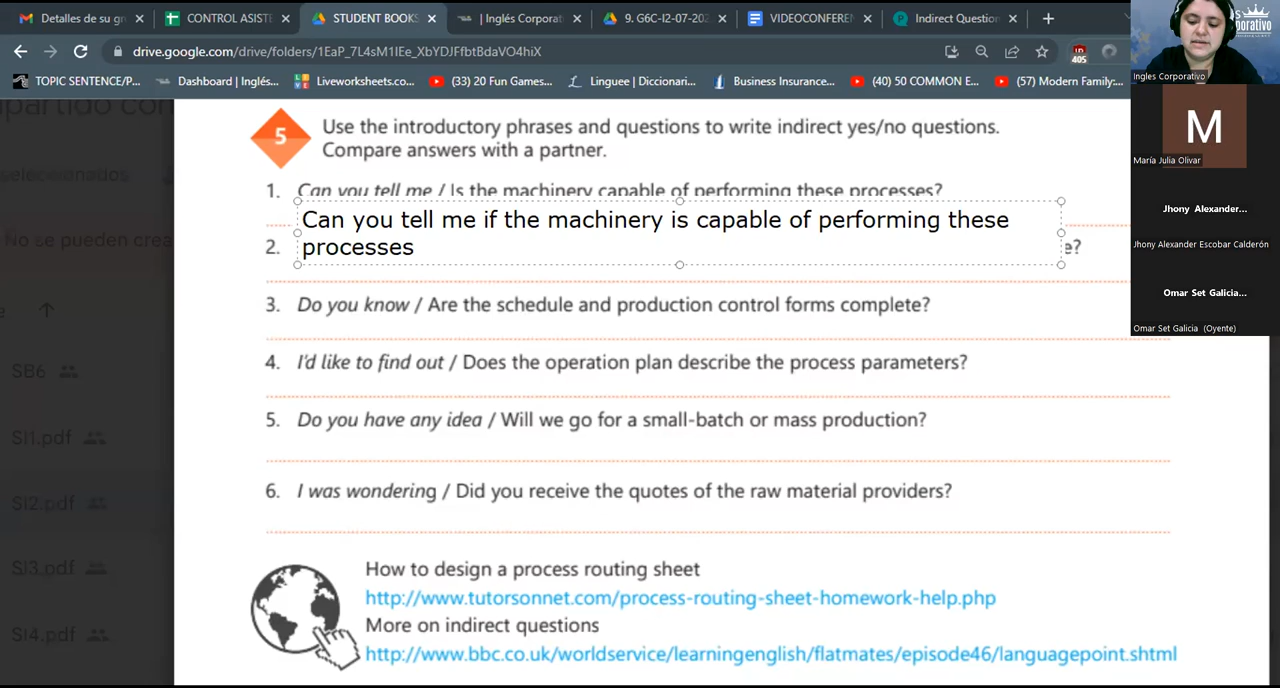 Detalles de su gr
CONTROL ASIST
STUDENT BOOKS
| Inglés Corporat
9. G6C-I2-07-202
VIDEOCONFEREN
Indirect Question
drive.google.com/drive/folders/1EaP_7L4sM1IEe_XbYDJFfbtBdaVO4hiX
405
TOPIC SENTENCE/P...
Dashboard | Inglés...
Liveworksheets.co...
(33) 20 Fun Games...
Linguee | Diccionari...
Business Insurance...
(40) 50 COMMON E...
(57) Modern Family:...
Ingles Corporativo
M
María Julia Olivar
Jhony Alexander...
Jhony Alexander Escobar Calderón
Omar Set Galicia...
Omar Set Galicia (Oyente)
5
Use the introductory phrases and questions to write indirect yes/no questions.
Compare answers with a partner.
1. Can you tell me / Is the machinery capable of performing these processes?
Can you tell me if the machinery is capable of performing these
processes
2. e?
3. Do you know / Are the schedule and production control forms complete?
4. I'd like to find out / Does the operation plan describe the process parameters?
5. Do you have any idea / Will we go for a small-batch or mass production?
6. I was wondering / Did you receive the quotes of the raw material providers?
How to design a process routing sheet
http://www.tutorsonnet.com/process-routing-sheet-homework-help.php
More on indirect questions
http://www.bbc.co.uk/worldservice/learningenglish/flatmates/episode46/languagepoint.shtml
No se pueden crea
SB6
SI1.pdf
SI2.pdf
SI3.pdf
SI4.pdf